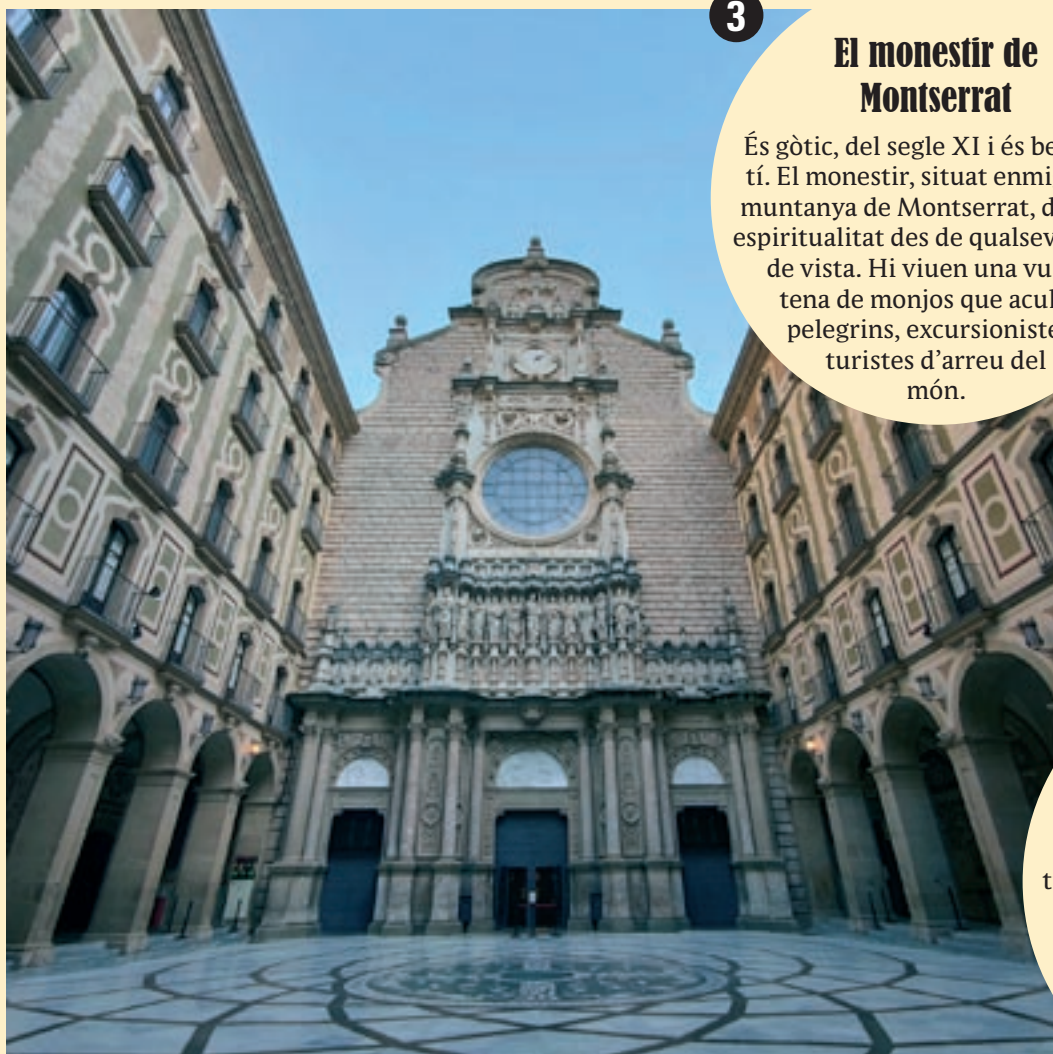 3
El monestir de
Montserrat
És gòtic, del segle XI i és be
tí. El monestir, situat enmi
muntanya de Montserrat, d
espiritualitat des de qualsev
de vista. Hi viuen una vu
tena de monjos que acul
pelegrins, excursioniste
turistes d’arreu del
món.
t